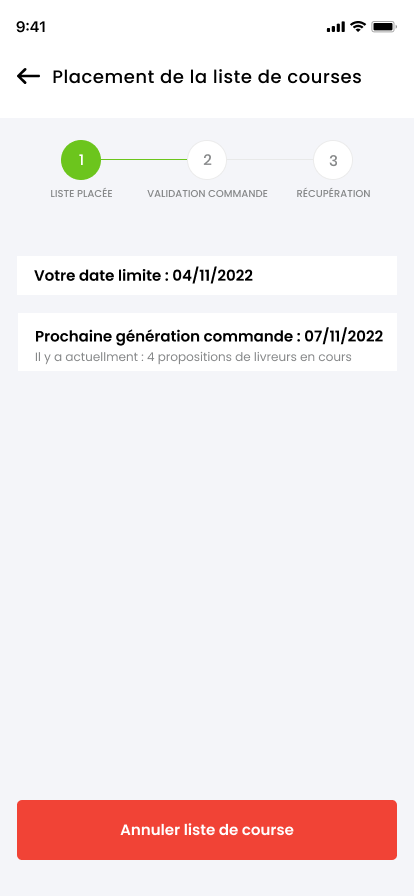 9:41
Placement de la liste de courses
1
2
3
LISTE PLACÉE
VALIDATION COMMANDE
RÉCUPÉRATION
Votre date limite : 04/11/2022
Prochaine génération commande : 07/11/2022
Il y a actuellment : 4 propositions de livreurs en cours
Annuler liste de course